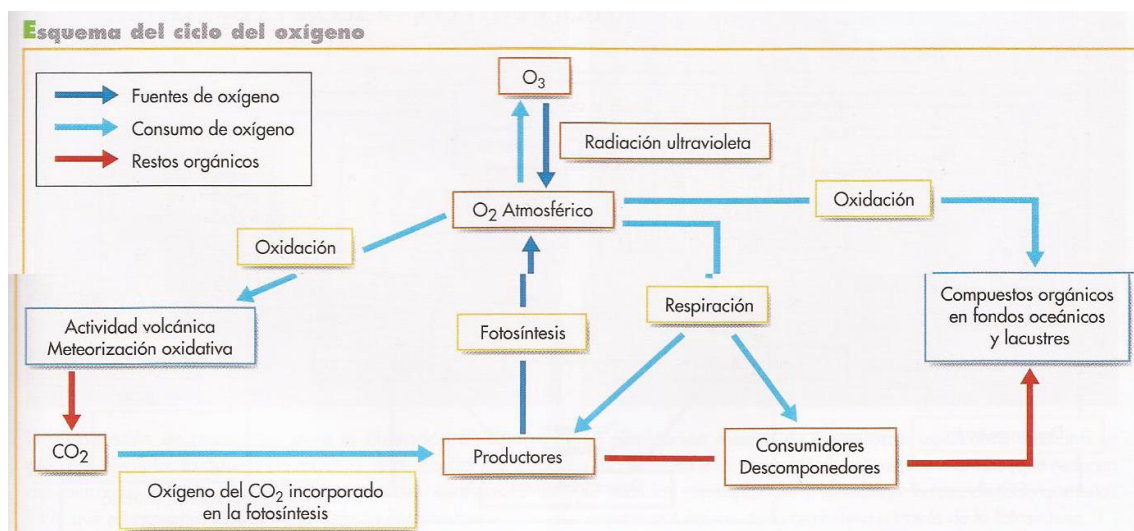 Esquema del ciclo del oxígeno
Fuentes de oxígeno
Consumo de oxígeno
Restos orgánicos
O₃
Radiación ultravioleta
O₂ Atmosférico
Oxidación
Oxidación
Actividad volcánica
Meteorización oxidativa
Fotosíntesis
Respiración
Compuestos orgánicos
en fondos oceánicos
y lacustres
CO₂
Oxígeno del CO₂ incorporado
en la fotosíntesis
Productores
Consumidores
Descomponedores